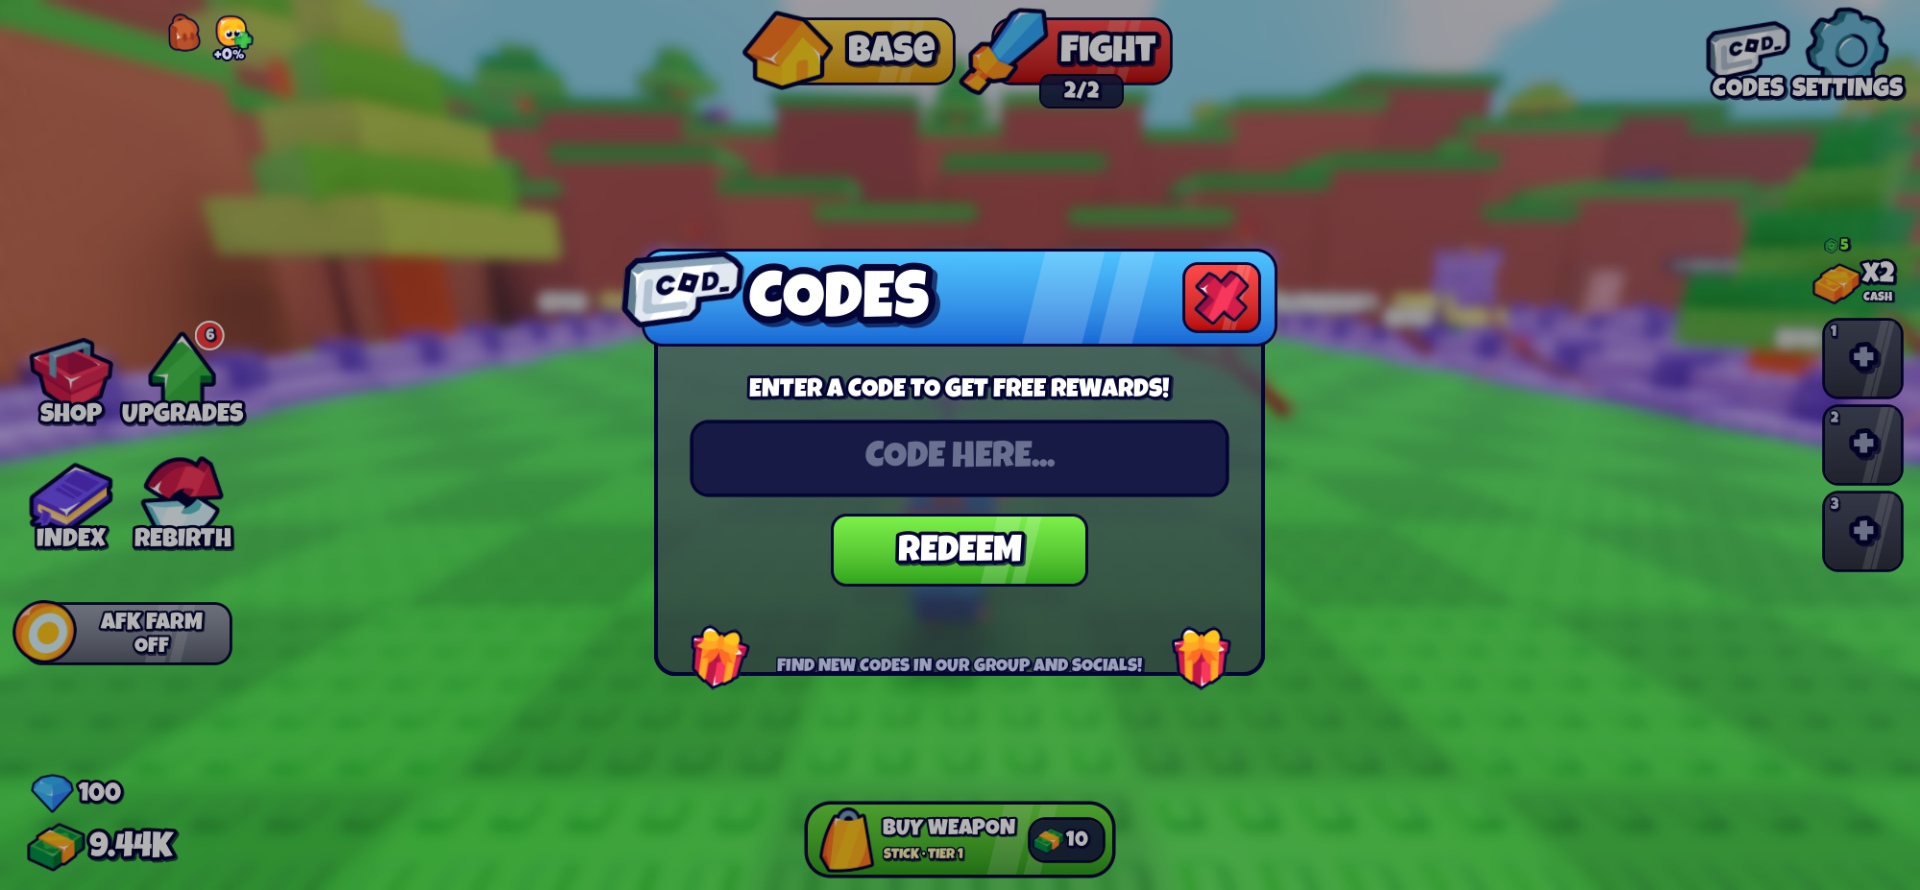 +0%
BASE
FIGHT
2/2
COD_
CODES
SETTINGS
COD_
CODES
ENTER A CODE TO GET FREE REWARDS!
CODE HERE...
REDEEM
FIND NEW CODES IN OUR GROUP AND SOCIALS!
6
SHOP
UPGRADES
INDEX
REBIRTH
AFK FARM
OFF
5
X2
CASH
1
2
3
100
9.44K
BUY WEAPON
STICK · TIER 1
10